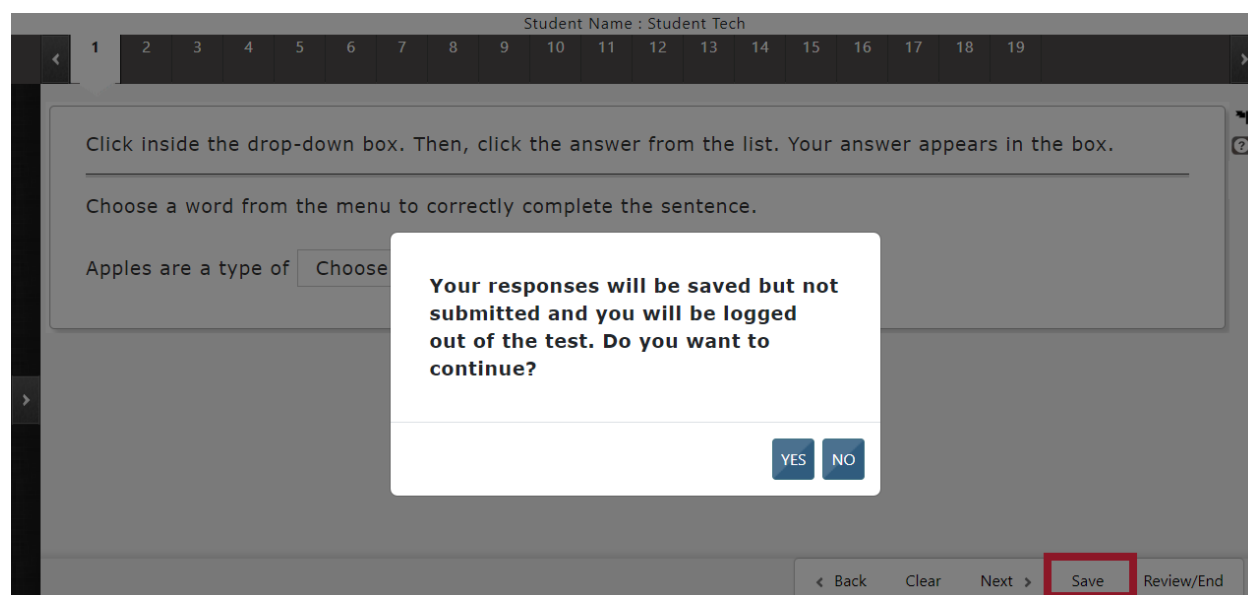 Student Name : Student Tech
1 2 3 4 5 6 7 8 9 10 11 12 13 14 15 16 17 18 19
Click inside the drop-down box. Then, click the answer from the list. Your answer appears in the box.
Choose a word from the menu to correctly complete the sentence.
Apples are a type of Choose
Your responses will be saved but not
submitted and you will be logged
out of the test. Do you want to
continue?
YES NO
Back Clear Next Save Review/End